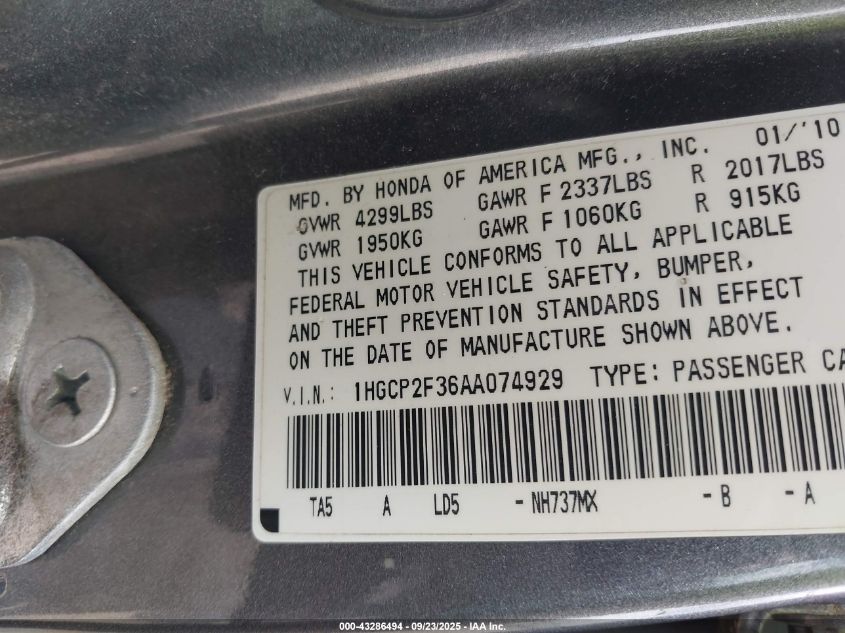 MFD. BY HONDA OF AMERICA MFG., INC. 01/'10
GVWR 4299LBS GAWR F 2337LBS R 2017LBS
GVWR 1950KG GAWR F 1060KG R 915KG
THIS VEHICLE CONFORMS TO ALL APPLICABLE
FEDERAL MOTOR VEHICLE SAFETY, BUMPER,
AND THEFT PREVENTION STANDARDS IN EFFECT
ON THE DATE OF MANUFACTURE SHOWN ABOVE.
V.I.N.: 1HGCP2F36AA074929 TYPE: PASSENGER CA
TA5 A LD5 -NH737MX -B -A
000-43286494 - 09/23/2025 - IAA Inc.